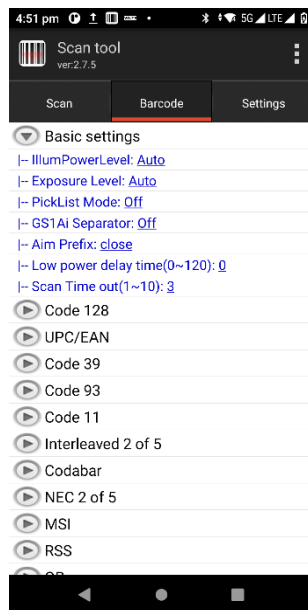 4:51 pm 5G LTE
Scan tool
ver:2.7.5
Scan Barcode Settings
Basic settings
|-- IllumPowerLevel: Auto
|-- Exposure Level: Auto
|-- PickList Mode: Off
|-- GS1Ai Separator: Off
|-- Aim Prefix: close
|-- Low power delay time(0~120): 0
|-- Scan Time out(1~10): 3
Code 128
UPC/EAN
Code 39
Code 93
Code 11
Interleaved 2 of 5
Codabar
NEC 2 of 5
MSI
RSS